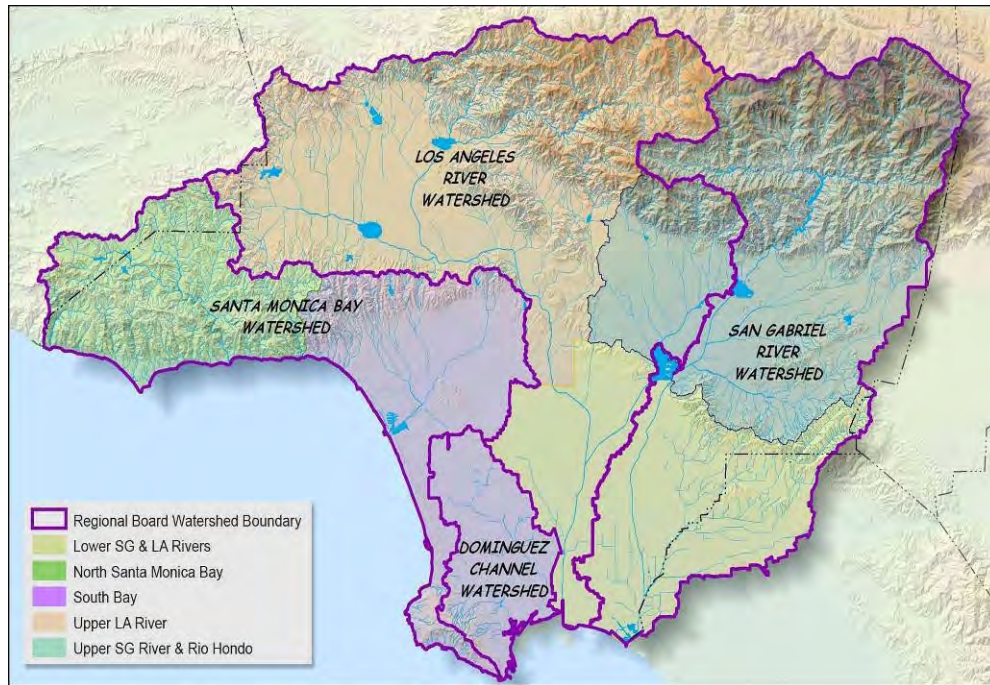 LOS ANGELES
RIVER
WATERSHED
SANTA MONICA BAY
WATERSHED
SAN GABRIEL
RIVER
WATERSHED
DOMINGUEZ
CHANNEL
WATERSHED
Regional Board Watershed Boundary
Lower SG & LA Rivers
North Santa Monica Bay
South Bay
Upper LA River
Upper SG River & Rio Hondo